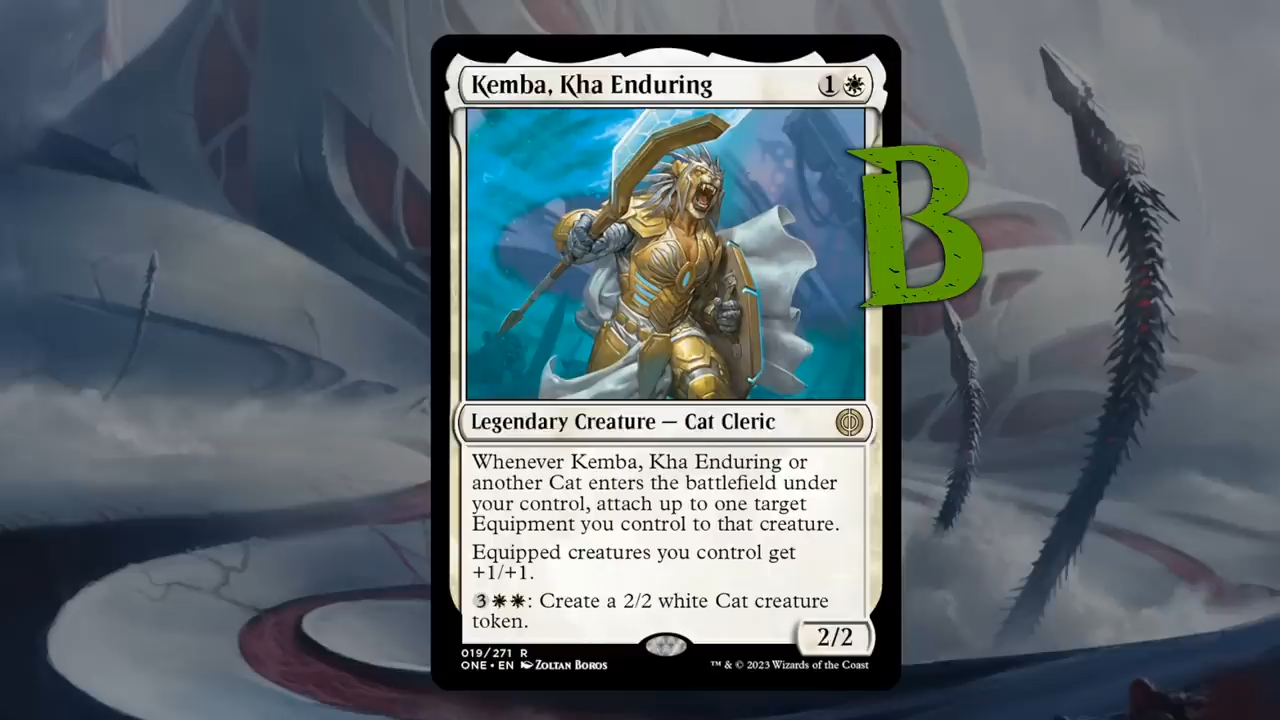 Kemba, Kha Enduring
1
B
Legendary Creature — Cat Cleric
Whenever Kemba, Kha Enduring or
another Cat enters the battlefield under
your control, attach up to one target
Equipment you control to that creature.
Equipped creatures you control get
+1/+1.
3: Create a 2/2 white Cat creature
token.
2/2
019/271 R
ONE • EN Zoltan Boros
™ & © 2023 Wizards of the Coast